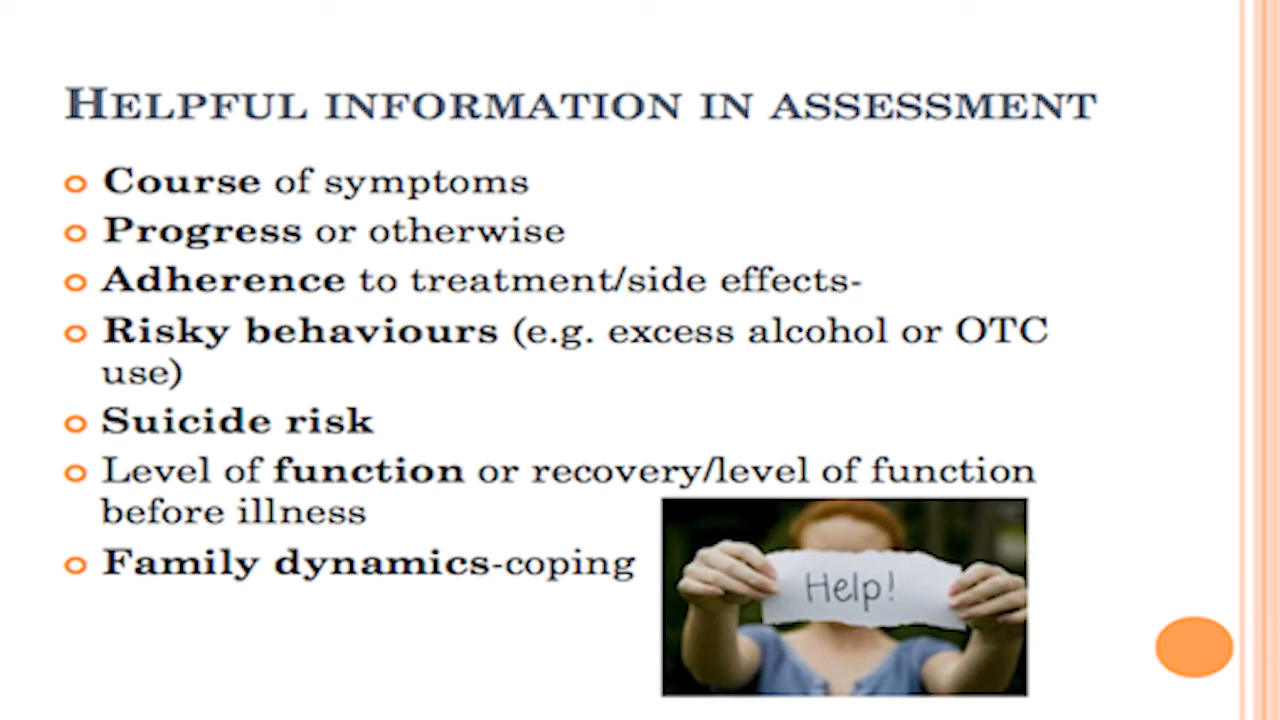 HELPFUL INFORMATION IN ASSESSMENT
Course of symptoms
Progress or otherwise
Adherence to treatment/side effects-
Risky behaviours (e.g. excess alcohol or OTC
use)
Suicide risk
Level of function or recovery/level of function
before illness
Family dynamics-coping
Help!